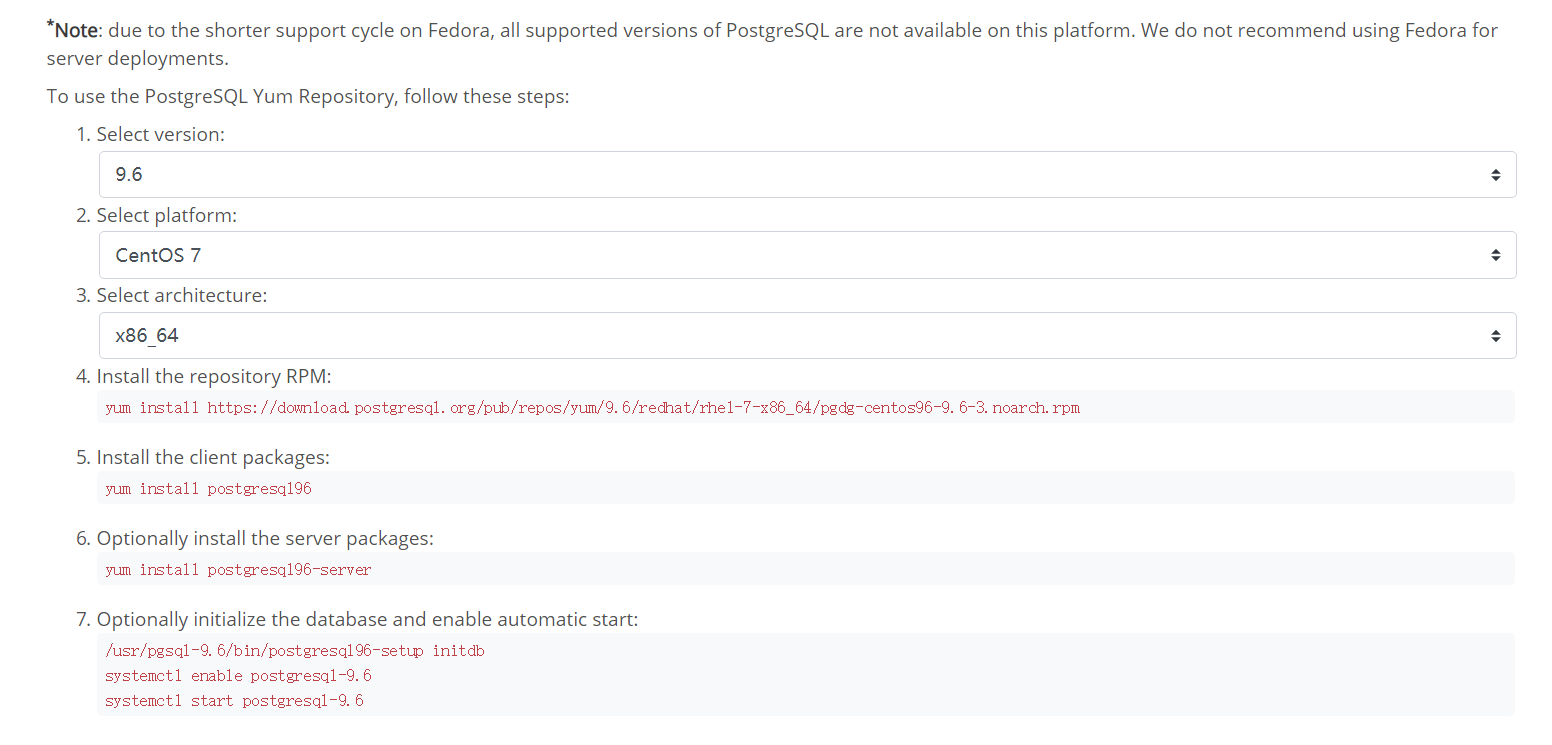 *Note: due to the shorter support cycle on Fedora, all supported versions of PostgreSQL are not available on this platform. We do not recommend using Fedora for
server deployments.
To use the PostgreSQL Yum Repository, follow these steps:
1. Select version:
9.6
2. Select platform:
CentOS 7
3. Select architecture:
x86_64
4. Install the repository RPM:
yum install https://download.postgresql.org/pub/repos/yum/9.6/redhat/rhel-7-x86_64/pgdg-centos96-9.6-3.noarch.rpm
5. Install the client packages:
yum install postgresql96
6. Optionally install the server packages:
yum install postgresql96-server
7. Optionally initialize the database and enable automatic start:
/usr/pgsql-9.6/bin/postgresql96-setup initdb
systemctl enable postgresql-9.6
systemctl start postgresql-9.6